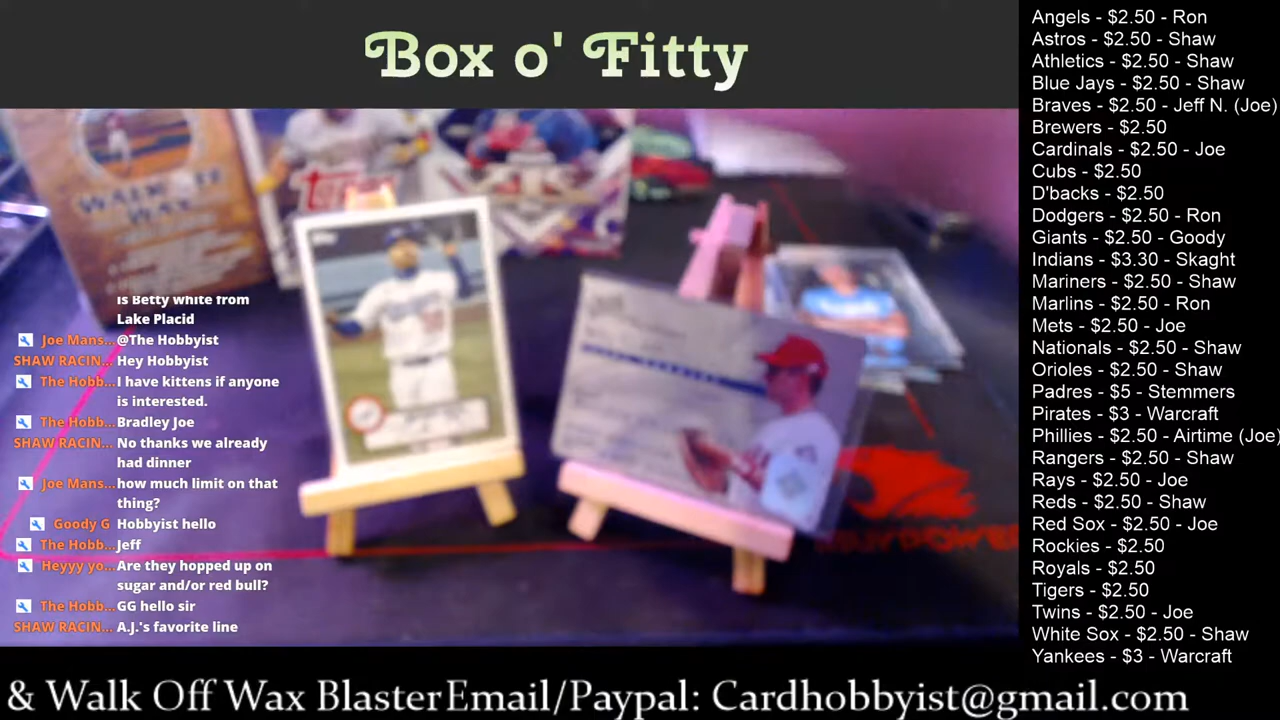 Box o' Fitty
WALK OFF
WAX
Topps
is Betty white from
Lake Placid
Joe Mans... @The Hobbyist
SHAW RACIN... Hey Hobbyist
The Hobb... I have kittens if anyone
is interested.
The Hobb... Bradley Joe
SHAW RACIN... No thanks we already
had dinner
Joe Mans... how much limit on that
thing?
Goody G Hobbyist hello
The Hobb... Jeff
Heyyy yo... Are they hopped up on
sugar and/or red bull?
The Hobb... GG hello sir
SHAW RACIN... A.J.'s favorite line
Angels - $2.50 - Ron
Astros - $2.50 - Shaw
Athletics - $2.50 - Shaw
Blue Jays - $2.50 - Shaw
Braves - $2.50 - Jeff N. (Joe)
Brewers - $2.50
Cardinals - $2.50 - Joe
Cubs - $2.50
D'backs - $2.50
Dodgers - $2.50 - Ron
Giants - $2.50 - Goody
Indians - $3.30 - Skaght
Mariners - $2.50 - Shaw
Marlins - $2.50 - Ron
Mets - $2.50 - Joe
Nationals - $2.50 - Shaw
Orioles - $2.50 - Shaw
Padres - $5 - Stemmers
Pirates - $3 - Warcraft
Phillies - $2.50 - Airtime (Joe)
Rangers - $2.50 - Shaw
Rays - $2.50 - Joe
Reds - $2.50 - Shaw
Red Sox - $2.50 - Joe
Rockies - $2.50
Royals - $2.50
Tigers - $2.50
Twins - $2.50 - Joe
White Sox - $2.50 - Shaw
Yankees - $3 - Warcraft
& Walk Off Wax Blaster Email/Paypal: Cardhobbyist@gmail.com